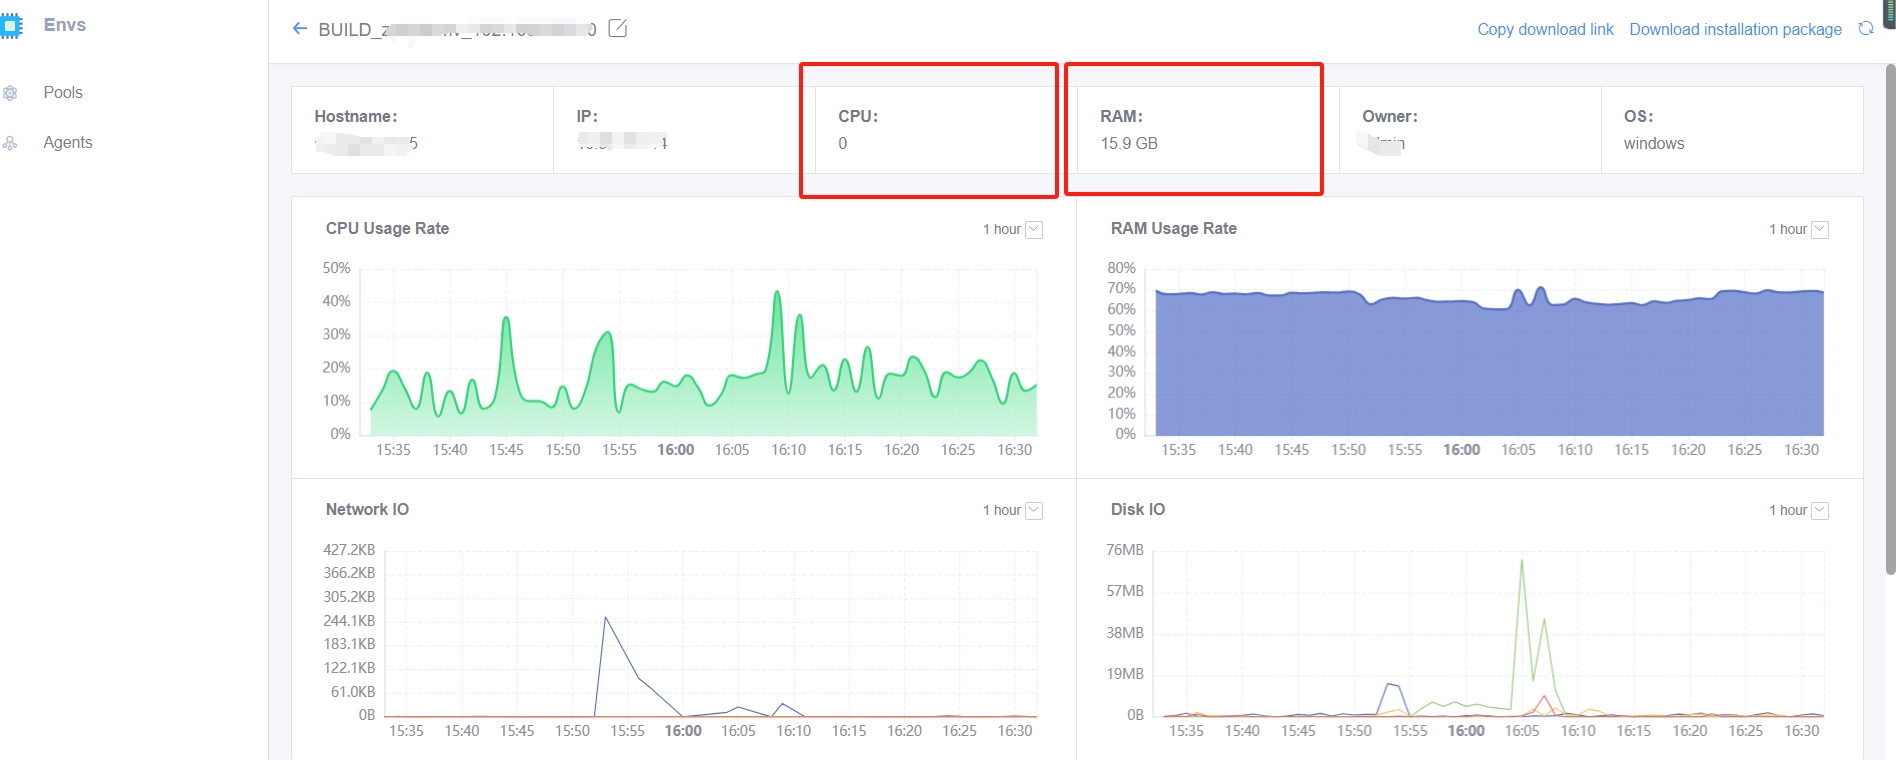 Envs
Pools
Agents
BUILD_
Copy download link
Download installation package
Hostname:
5
IP:
4
CPU:
0
RAM:
15.9 GB
Owner:
OS:
windows
CPU Usage Rate
1 hour
50%
40%
30%
20%
10%
0%
15:35 15:40 15:45 15:50 15:55 16:00 16:05 16:10 16:15 16:20 16:25 16:30
RAM Usage Rate
1 hour
80%
70%
60%
50%
40%
30%
20%
10%
0%
15:35 15:40 15:45 15:50 15:55 16:00 16:05 16:10 16:15 16:20 16:25 16:30
Network IO
1 hour
427.2KB
366.2KB
305.2KB
244.1KB
183.1KB
122.1KB
61.0KB
0B
15:35 15:40 15:45 15:50 15:55 16:00 16:05 16:10 16:15 16:20 16:25 16:30
Disk IO
1 hour
76MB
57MB
38MB
19MB
0B
15:35 15:40 15:45 15:50 15:55 16:00 16:05 16:10 16:15 16:20 16:25 16:30